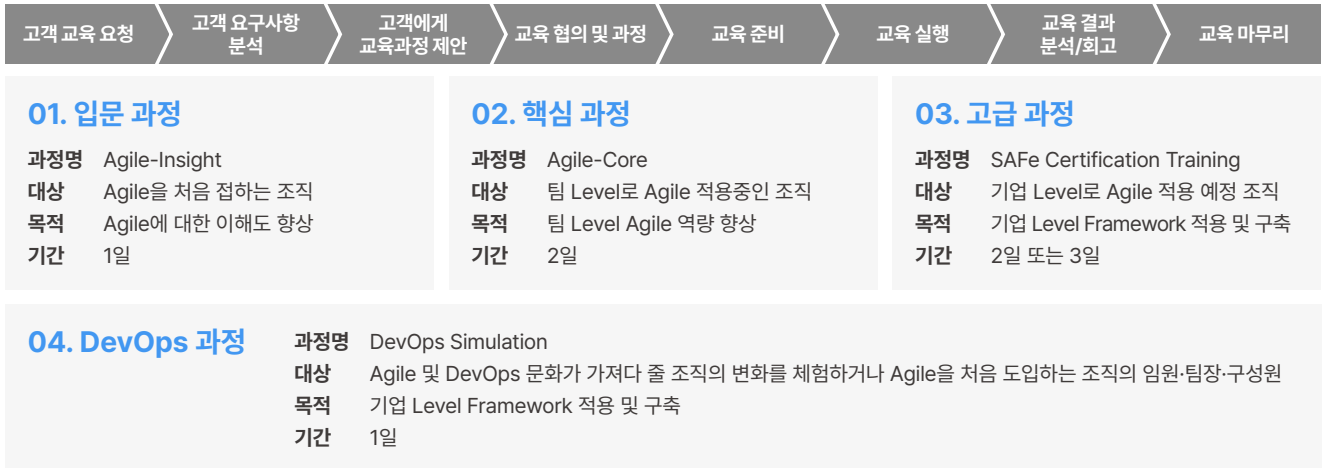 고객 교육 요청
고객 요구사항
분석
고객에게
교육과정 제안
교육 협의 및 과정
교육 준비
교육 실행
교육 결과
분석/회고
교육 마무리
01. 입문 과정
과정명 Agile-Insight
대상 Agile을 처음 접하는 조직
목적 Agile에 대한 이해도 향상
기간 1일
02. 핵심 과정
과정명 Agile-Core
대상 팀 Level로 Agile 적용중인 조직
목적 팀 Level Agile 역량 향상
기간 2일
03. 고급 과정
과정명 SAFe Certification Training
대상 기업 Level로 Agile 적용 예정 조직
목적 기업 Level Framework 적용 및 구축
기간 2일 또는 3일
04. DevOps 과정
과정명 DevOps Simulation
대상 Agile 및 DevOps 문화가 가져다 줄 조직의 변화를 체험하거나 Agile을 처음 도입하는 조직의 임원·팀장·구성원
목적 기업 Level Framework 적용 및 구축
기간 1일